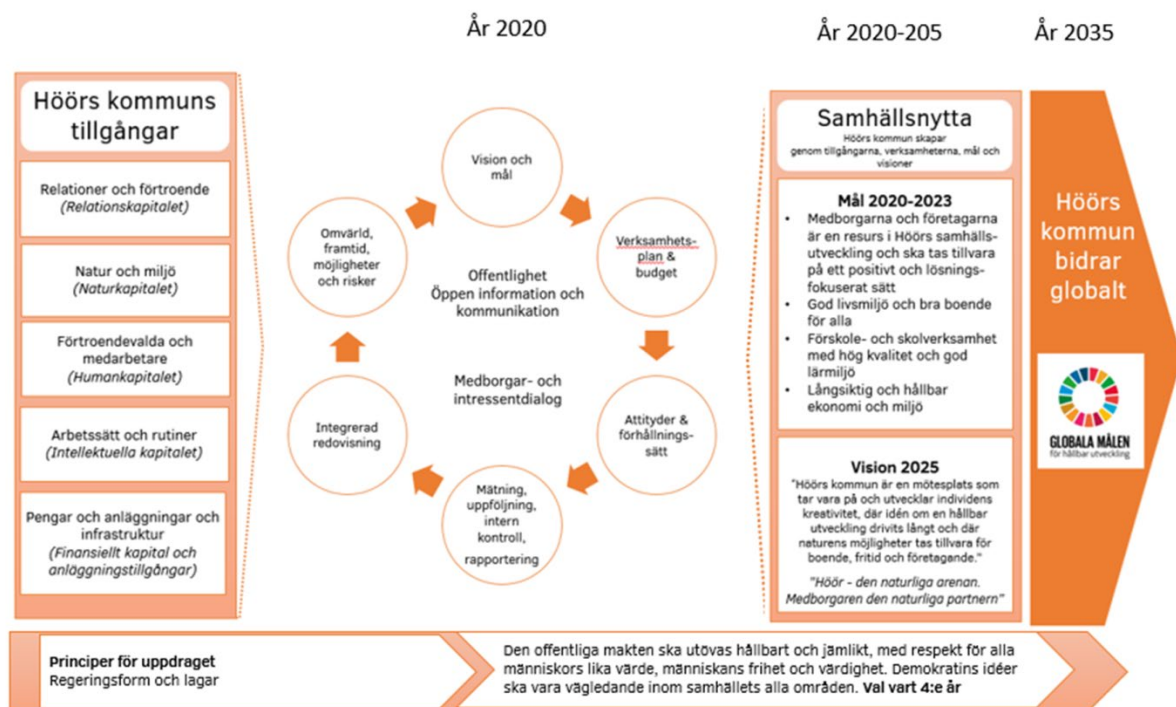 År 2020
År 2020-205
År 2035
Höörs kommuns
tillgångar
Relationer och förtroende
(Relationskapitalet)
Natur och miljö
(Naturkapitalet)
Förtroendevalda och
medarbetare
(Humankapitalet)
Arbetssätt och rutiner
(Intellektuella kapitalet)
Pengar och anläggningar och
infrastruktur
(Finansiellt kapital och
anläggningstillgångar)
Vision och
mål
Verksamhets-
plan &
budget
Attityder &
förhållnings-
sätt
Mätning,
uppföljning,
intern
kontroll,
rapportering
Integrerad
redovisning
Omvärld,
framtid,
möjligheter
och risker
Offentlighet
Öppen information och
kommunikation
Medborgar- och
intressentdialog
Samhällsnytta
Höörs kommun skapar
genom tillgångarna, verksamheterna, mål och
visioner
Mål 2020-2023
• Medborgarna och företagarna
är en resurs i Höörs samhälls-
utveckling och ska tas tillvara
på ett positivt och lösnings-
fokuserat sätt
• God livsmiljö och bra boende
för alla
• Förskole- och skolverksamhet
med hög kvalitet och god
lärmiljö
• Långsiktig och hållbar
ekonomi och miljö
Vision 2025
"Höörs kommun är en mötesplats som
tar vara på och utvecklar individens
kreativitet, där idén om en hållbar
utveckling drivits långt och där
naturens möjligheter tas tillvara för
boende, fritid och företagande."
"Höör - den naturliga arenan.
Medborgaren den naturliga partnern"
Höörs
kommun
bidrar
globalt
GLOBALA MÅLEN
för hållbar utveckling
Principer för uppdraget
Regeringsform och lagar
Den offentliga makten ska utövas hållbart och jämlikt, med respekt för alla
människors lika värde, människans frihet och värdighet. Demokratins idéer
ska vara vägledande inom samhällets alla områden. Val vart 4:e år